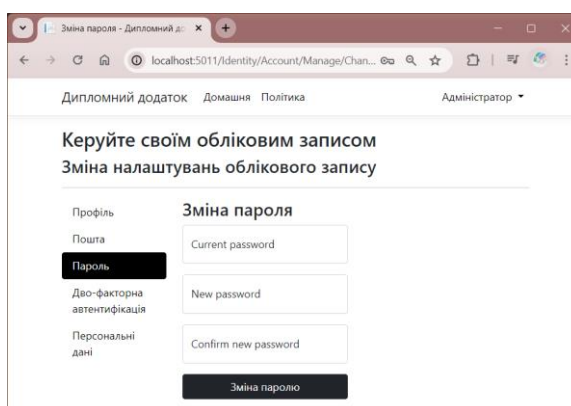 Зміна пароля - Дипломний до
localhost:5011/Identity/Account/Manage/Chan...
Дипломний додаток Домашня Політика Адміністратор
Керуйте своїм обліковим записом
Зміна налаштувань облікового запису
Профіль
Пошта
Пароль
Дво-факторна
автентифікація
Персональні
дані
Зміна пароля
Current password
New password
Confirm new password
Зміна паролю